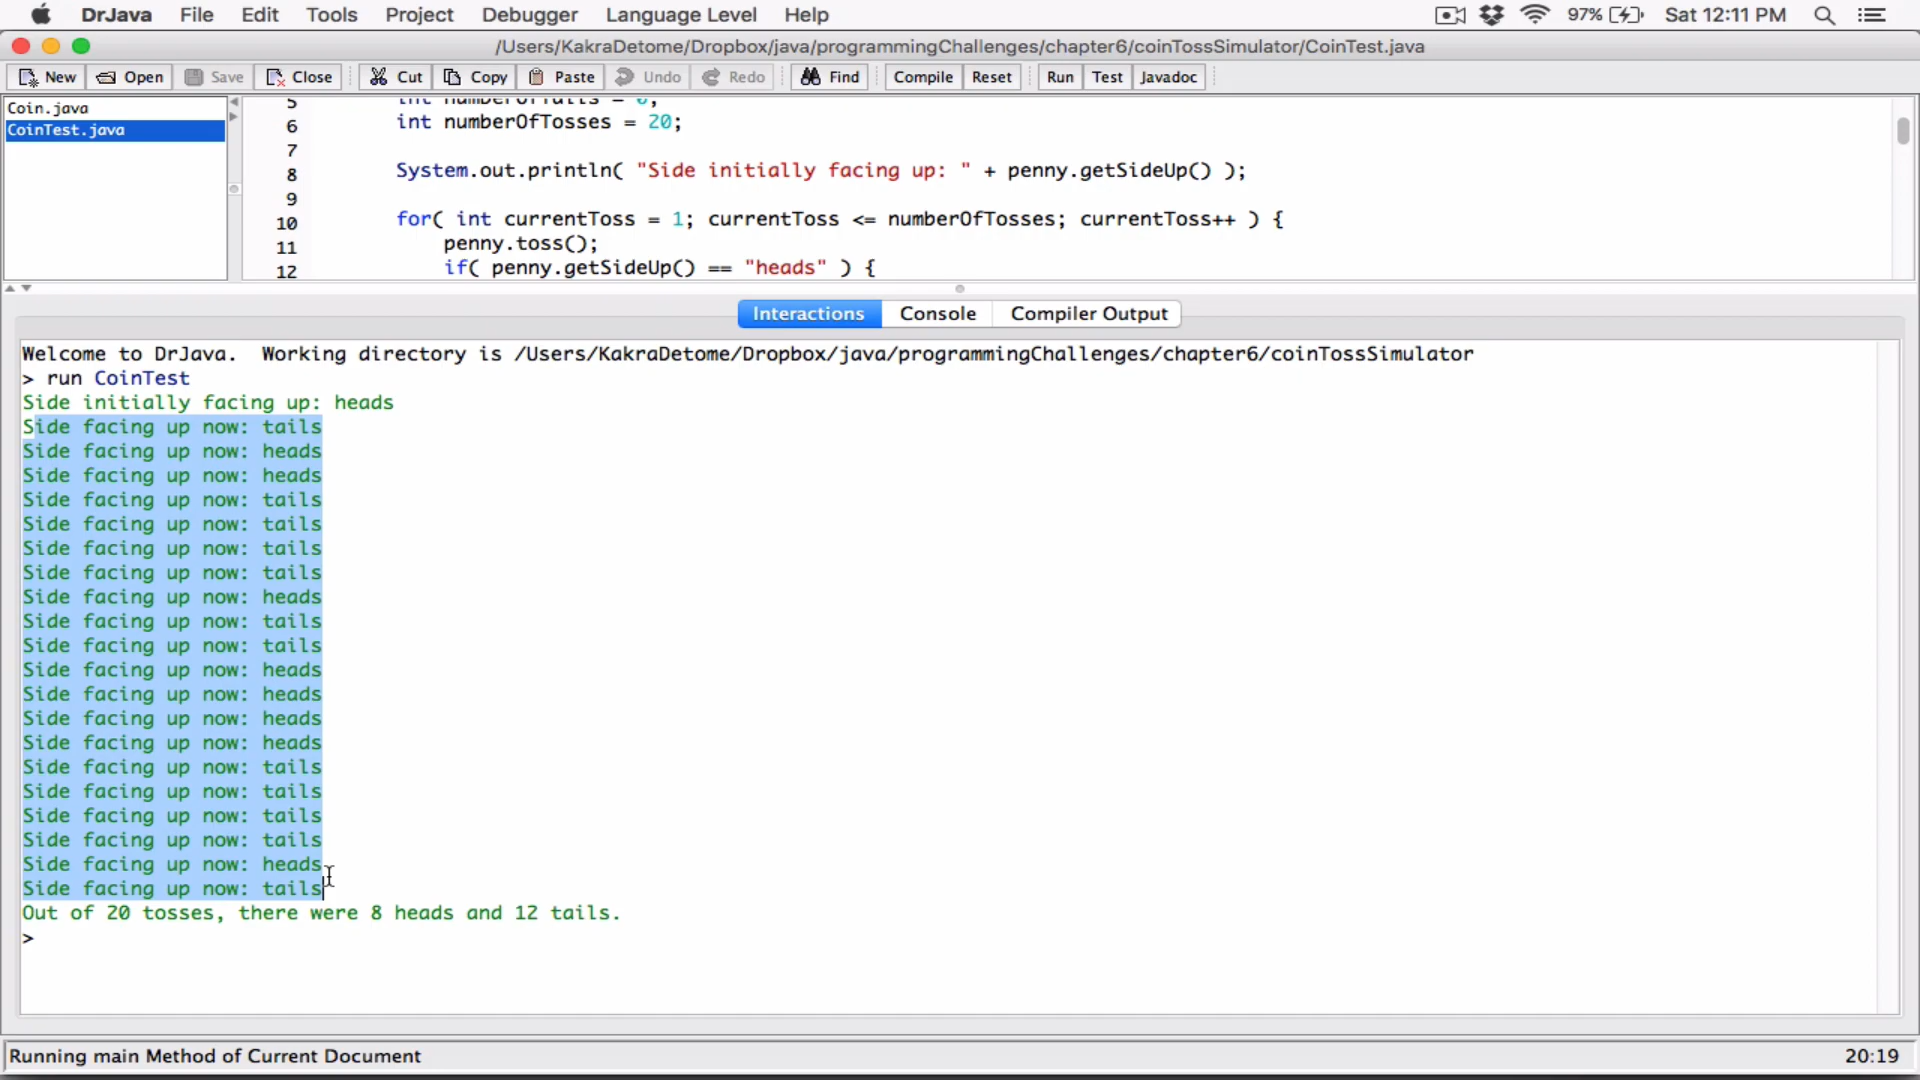 DrJava File Edit Tools Project Debugger Language Level Help 97% Sat 12:11 PM
/Users/KakraDetome/Dropbox/java/programmingChallenges/chapter6/coinTossSimulator/CoinTest.java
New Open Save Close Cut Copy Paste Undo Redo Find Compile Reset Run Test Javadoc
Coin.java
CoinTest.java
5 int numberOfTails = 0;
6 int numberOfTosses = 20;
7
8 System.out.println( "Side initially facing up: " + penny.getSideUp() );
9
10 for( int currentToss = 1; currentToss <= numberOfTosses; currentToss++ ) {
11 penny.toss();
12 if( penny.getSideUp() == "heads" ) {
Interactions Console Compiler Output
Welcome to DrJava.  Working directory is /Users/KakraDetome/Dropbox/java/programmingChallenges/chapter6/coinTossSimulator
> run CoinTest
Side initially facing up: heads
Side facing up now: tails
Side facing up now: heads
Side facing up now: heads
Side facing up now: tails
Side facing up now: tails
Side facing up now: tails
Side facing up now: tails
Side facing up now: heads
Side facing up now: tails
Side facing up now: tails
Side facing up now: heads
Side facing up now: heads
Side facing up now: heads
Side facing up now: heads
Side facing up now: tails
Side facing up now: tails
Side facing up now: tails
Side facing up now: tails
Side facing up now: heads
Side facing up now: tails
Out of 20 tosses, there were 8 heads and 12 tails.
>
Running main Method of Current Document 20:19